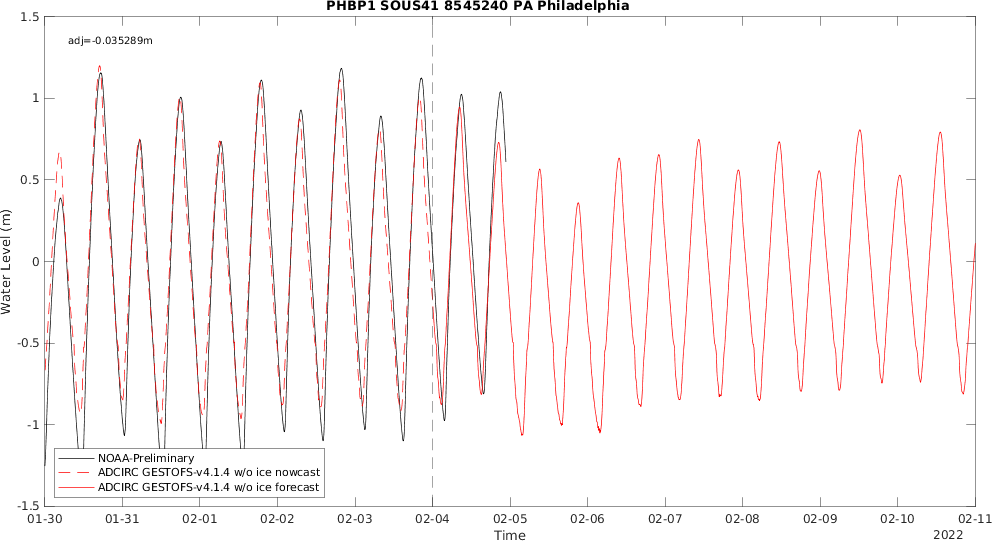 PHBP1 SOUS41 8545240 PA Philadelphia
adj=-0.035289m
1.5
1
0.5
0
-0.5
-1
-1.5
Water Level (m)
NOAA-Preliminary
ADCIRC GESTOFS-v4.1.4 w/o ice nowcast
ADCIRC GESTOFS-v4.1.4 w/o ice forecast
01-30 01-31 02-01 02-02 02-03 02-04 02-05 02-06 02-07 02-08 02-09 02-10 02-11
Time
2022